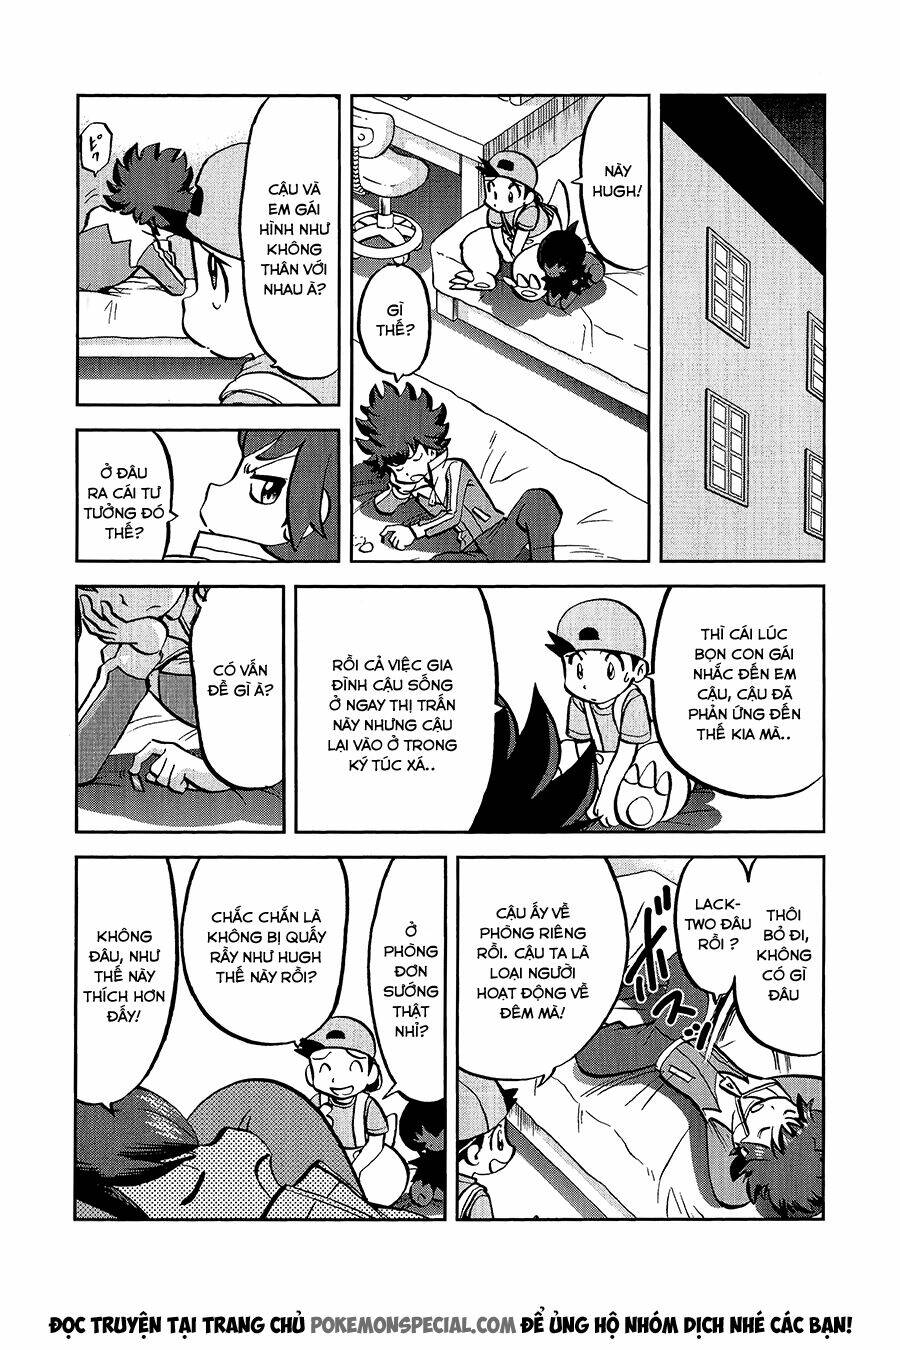 NÀY
HUGH!
GÌ
THẾ?
CẬU VÀ
EM GÁI
HÌNH NHƯ
KHÔNG
THÂN VỚI
NHAU À?
ピクッ
Ở ĐÂU
RA CÁI TƯ
TƯỞNG ĐÓ
THẾ?
THÌ CÁI LÚC
BỌN CON GÁI
NHẮC ĐẾN EM
CẬU, CẬU ĐÃ
PHẢN ỨNG ĐẾN
THẾ KIA MÀ..
RỒI CẢ VIỆC GIA
ĐÌNH CẬU SỐNG
Ở NGAY THỊ TRẤN
NÀY NHƯNG CẬU
LẠI VÀO Ở TRONG
KÝ TÚC XÁ..
CÓ VẤN
ĐỀ GÌ À?
THÔI
BỎ ĐI,
KHÔNG
CÓ GÌ
ĐÂU
LACK-
TWO ĐÂU
RỒI ?
CẬU ẤY VỀ
PHÒNG RIÊNG
RỒI. CẬU TA LÀ
LOẠI NGƯỜI
HOẠT ĐỘNG VỀ
ĐÊM MÀ!
Ở
PHÒNG
ĐƠN
SƯỚNG
THẬT
NHỈ?
CHẮC CHẮN LÀ
KHÔNG BỊ QUẤY
RẦY NHƯ HUGH
THẾ NÀY RỒI?
KHÔNG
ĐÂU, NHƯ
THẾ NÀY
THÍCH HƠN
ĐẤY!
ĐỌC TRUYỆN TẠI TRANG CHỦ POKEMONSPECIAL.COM ĐỂ ỦNG HỘ NHÓM DỊCH NHÉ CÁC BẠN!